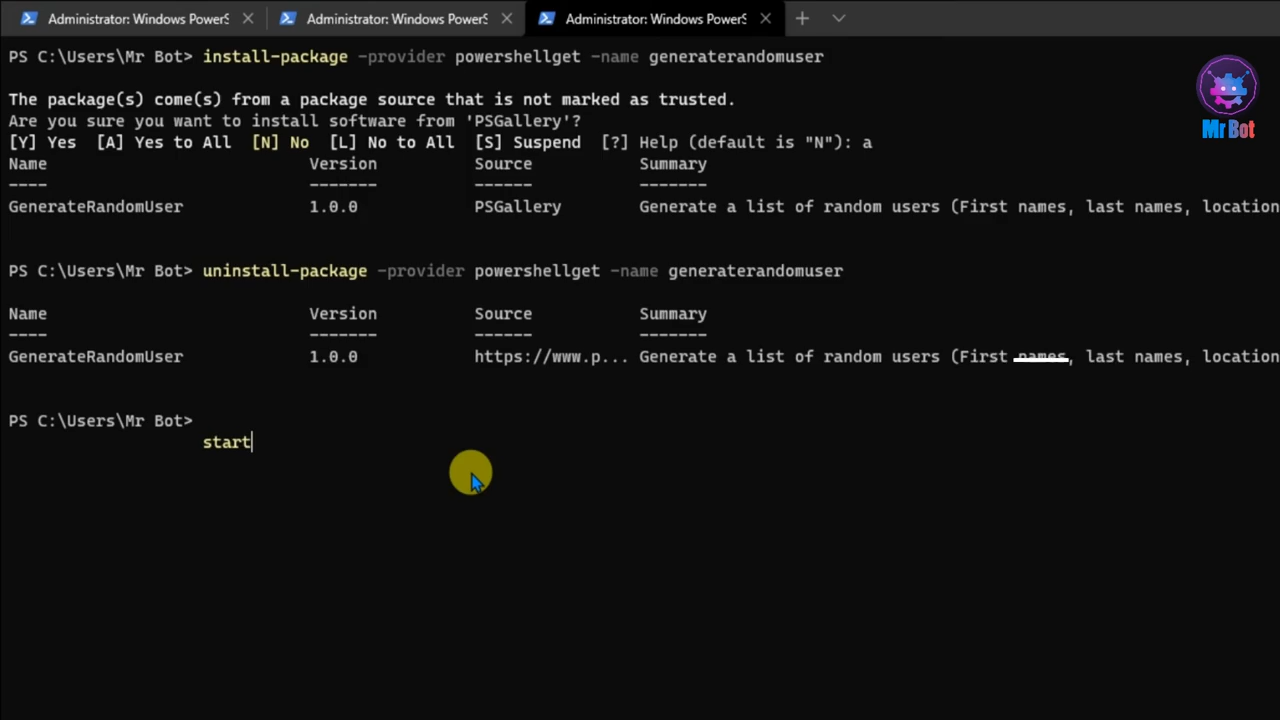 Administrator: Windows PowerS
Administrator: Windows PowerS
Administrator: Windows PowerS
PS C:\Users\Mr Bot> install-package -provider powershellget -name generaterandomuser
The package(s) come(s) from a package source that is not marked as trusted.
Are you sure you want to install software from 'PSGallery'?
[Y] Yes [A] Yes to All [N] No [L] No to All [S] Suspend [?] Help (default is "N"): a
Name Version Source Summary
---- ------- ------ -------
GenerateRandomUser 1.0.0 PSGallery Generate a list of random users (First names, last names, location
PS C:\Users\Mr Bot> uninstall-package -provider powershellget -name generaterandomuser
Name Version Source Summary
---- ------- ------ -------
GenerateRandomUser 1.0.0 https://www.p... Generate a list of random users (First names, last names, location
PS C:\Users\Mr Bot>
start
Mr Bot